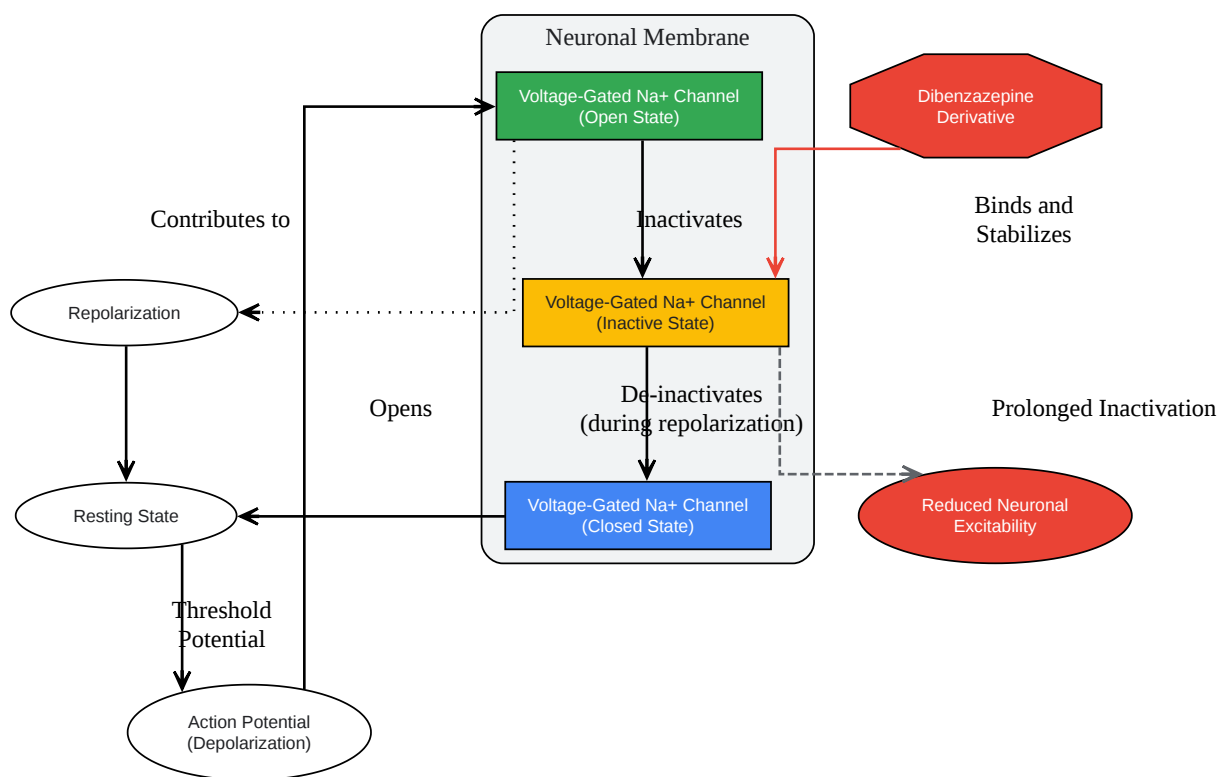 Neuronal Membrane
Voltage-Gated Na+ Channel
(Open State)
Dibenzazepine
Derivative
Contributes to
Inactivates
Binds and
Stabilizes
Repolarization
Voltage-Gated Na+ Channel
(Inactive State)
Opens
De-inactivates
(during repolarization)
Prolonged Inactivation
Resting State
Voltage-Gated Na+ Channel
(Closed State)
Reduced Neuronal
Excitability
Threshold
Potential
Action Potential
(Depolarization)